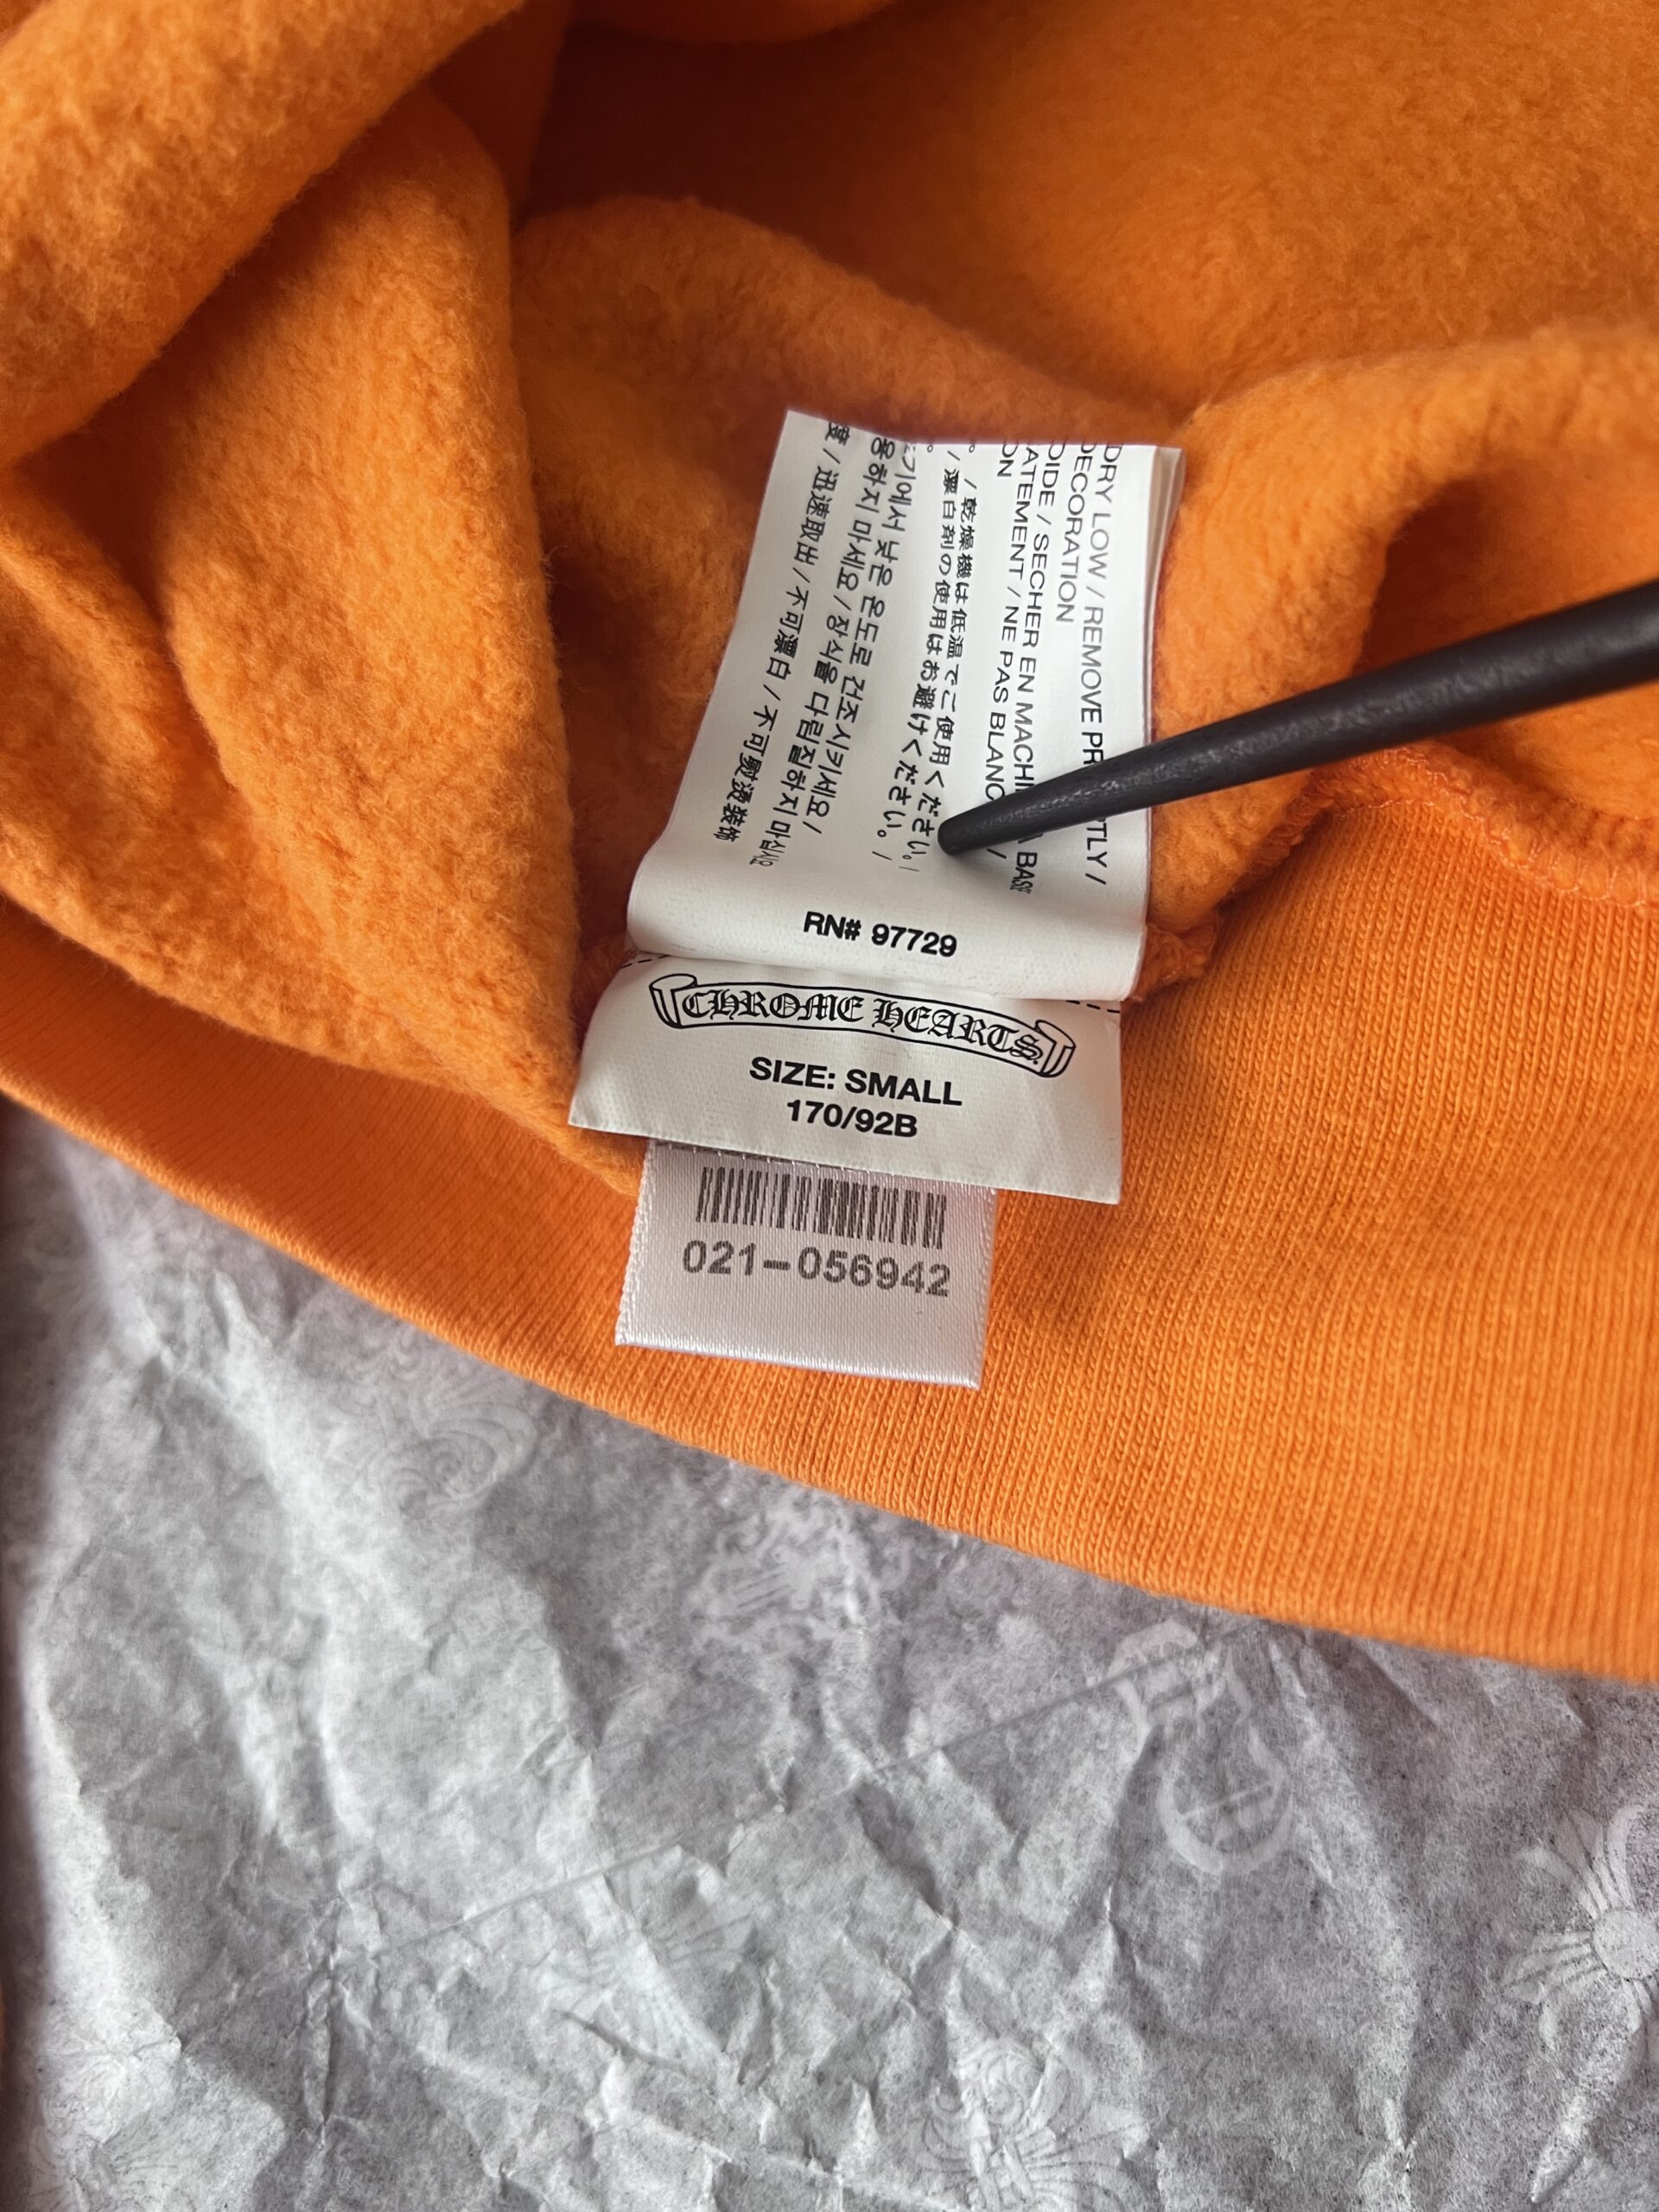 DRY LOW / REMOVE PR TLY /
DECORATION
OIDE / SECHER EN MACHI A BASSE
ATEMENT / NE PAS BLANC /
ON
。 / 乾燥機は低温でご使用ください。 /
。 / 漂白剤の使用はお避けください。 /
기에서 낮은 온도로 건조시키세요 /
용하지 마세요 / 장식을 다림질하지 마십시오
度 / 迅速取出 / 不可漂白 / 不可熨烫装饰
RN# 97729
CHROME HEARTS
SIZE: SMALL
170/92B
021-056942